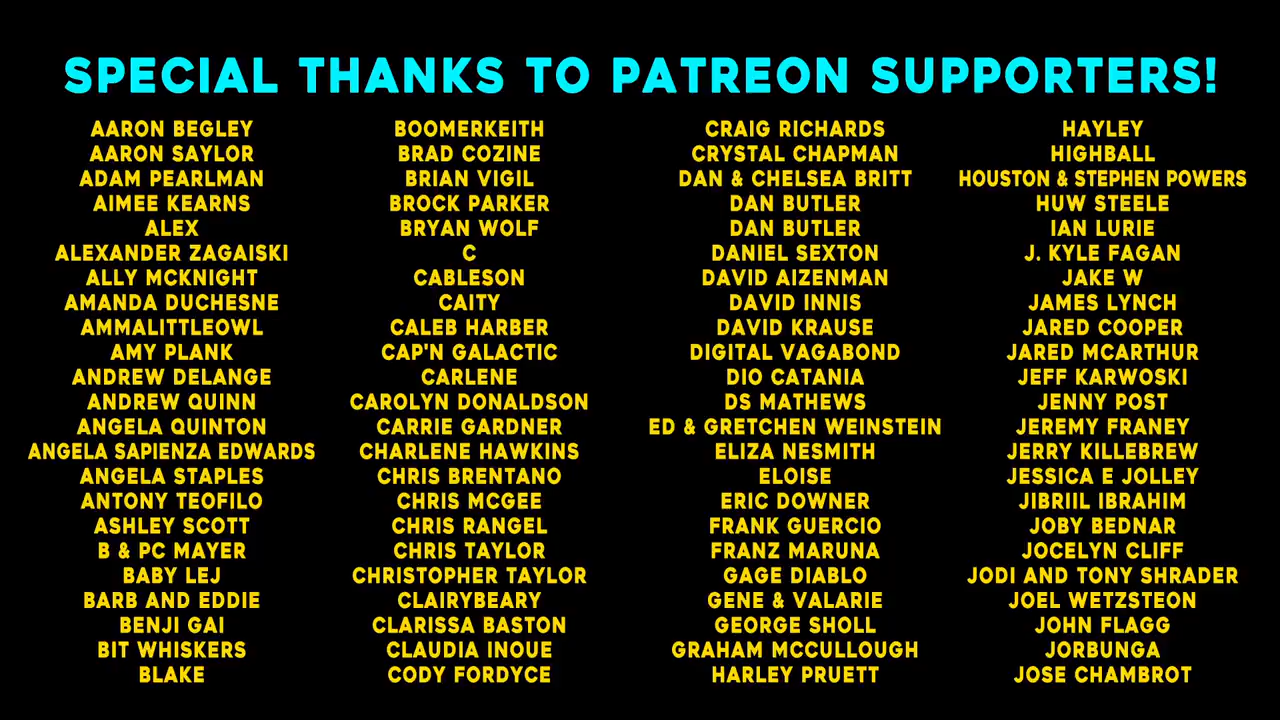 SPECIAL THANKS TO PATREON SUPPORTERS!
AARON BEGLEY
AARON SAYLOR
ADAM PEARLMAN
AIMEE KEARNS
ALEX
ALEXANDER ZAGAISKI
ALLY MCKNIGHT
AMANDA DUCHESNE
AMMALITTLEOWL
AMY PLANK
ANDREW DELANGE
ANDREW QUINN
ANGELA QUINTON
ANGELA SAPIENZA EDWARDS
ANGELA STAPLES
ANTONY TEOFILO
ASHLEY SCOTT
B & PC MAYER
BABY LEJ
BARB AND EDDIE
BENJI GAI
BIT WHISKERS
BLAKE
BOOMERKEITH
BRAD COZINE
BRIAN VIGIL
BROCK PARKER
BRYAN WOLF
C
CABLESON
CAITY
CALEB HARBER
CAP'N GALACTIC
CARLENE
CAROLYN DONALDSON
CARRIE GARDNER
CHARLENE HAWKINS
CHRIS BRENTANO
CHRIS MCGEE
CHRIS RANGEL
CHRIS TAYLOR
CHRISTOPHER TAYLOR
CLAIRYBEARY
CLARISSA BASTON
CLAUDIA INOUE
CODY FORDYCE
CRAIG RICHARDS
CRYSTAL CHAPMAN
DAN & CHELSEA BRITT
DAN BUTLER
DAN BUTLER
DANIEL SEXTON
DAVID AIZENMAN
DAVID INNIS
DAVID KRAUSE
DIGITAL VAGABOND
DIO CATANIA
DS MATHEWS
ED & GRETCHEN WEINSTEIN
ELIZA NESMITH
ELOISE
ERIC DOWNER
FRANK GUERCIO
FRANZ MARUNA
GAGE DIABLO
GENE & VALARIE
GEORGE SHOLL
GRAHAM MCCULLOUGH
HARLEY PRUETT
HAYLEY
HIGHBALL
HOUSTON & STEPHEN POWERS
HUW STEELE
IAN LURIE
J. KYLE FAGAN
JAKE W
JAMES LYNCH
JARED COOPER
JARED MCARTHUR
JEFF KARWOSKI
JENNY POST
JEREMY FRANEY
JERRY KILLEBREW
JESSICA E JOLLEY
JIBRIIL IBRAHIM
JOBY BEDNAR
JOCELYN CLIFF
JODI AND TONY SHRADER
JOEL WETZSTEON
JOHN FLAGG
JORBUNGA
JOSE CHAMBROT